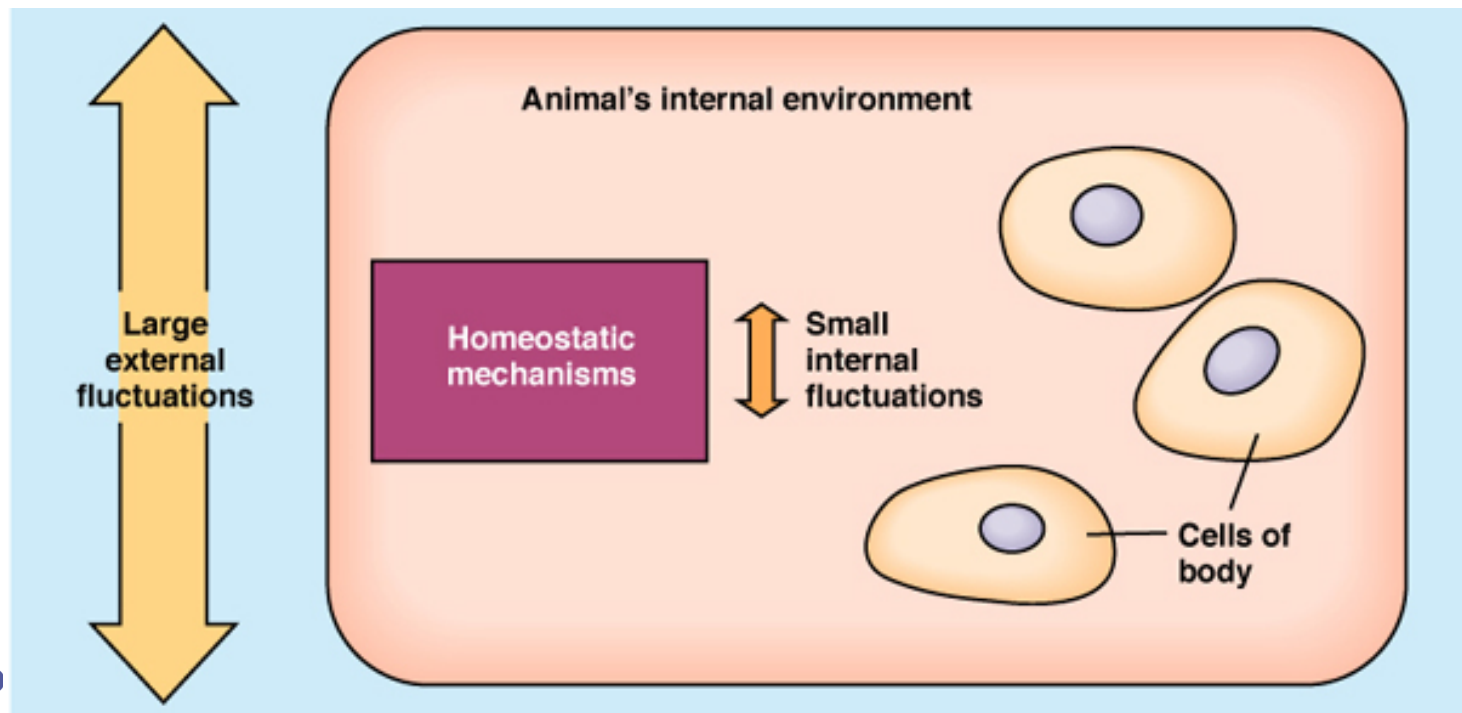 Animal's internal environment
Large
external
fluctuations
Homeostatic
mechanisms
Small
internal
fluctuations
Cells of
body